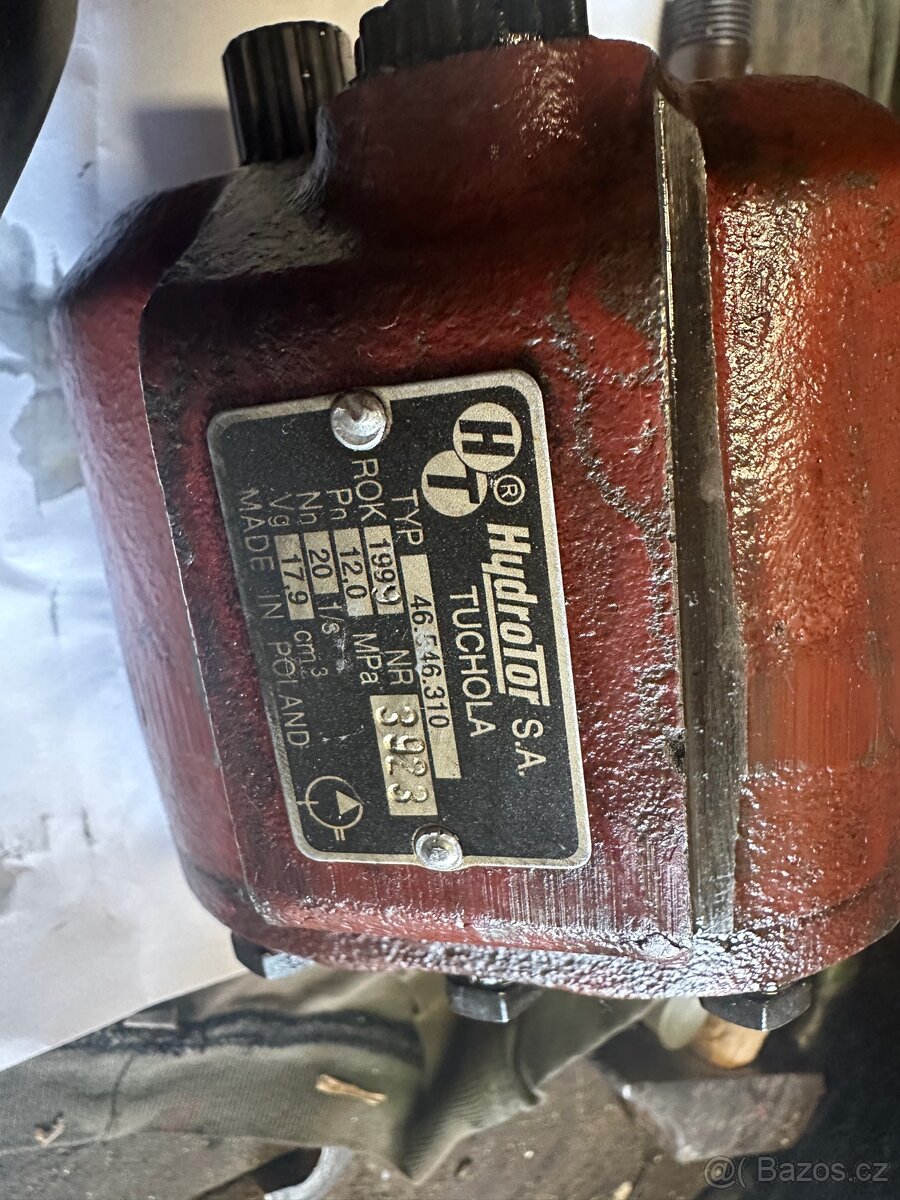 HT ® HydroTor S.A.
TUCHOLA
TYP 46.546.310
ROK 1999 NR 3923
Pn 12.0 MPa
Nn 20 1/s
Vg 17.9 cm³
MADE IN POLAND
@( Bazoš.cz